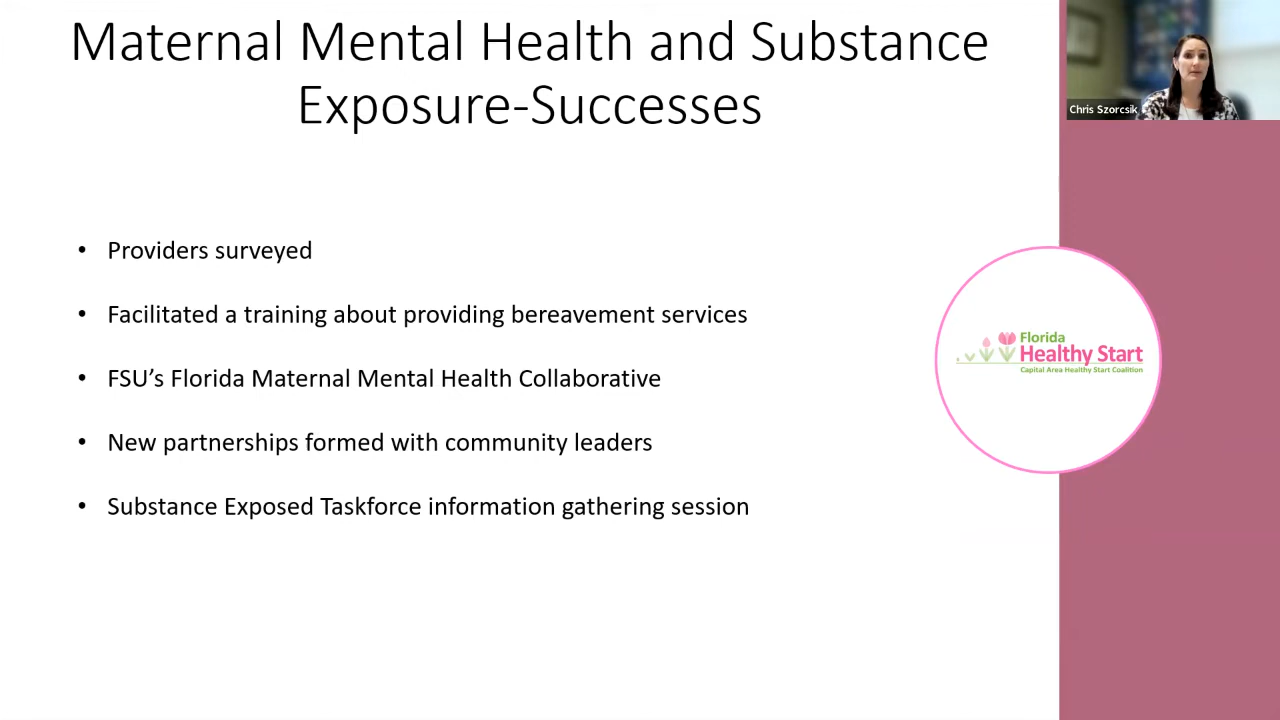 Maternal Mental Health and Substance
Exposure-Successes
Chris Szorcsik
• Providers surveyed
• Facilitated a training about providing bereavement services
• FSU’s Florida Maternal Mental Health Collaborative
• New partnerships formed with community leaders
• Substance Exposed Taskforce information gathering session
Florida
Healthy Start
Capital Area Healthy Start Coalition